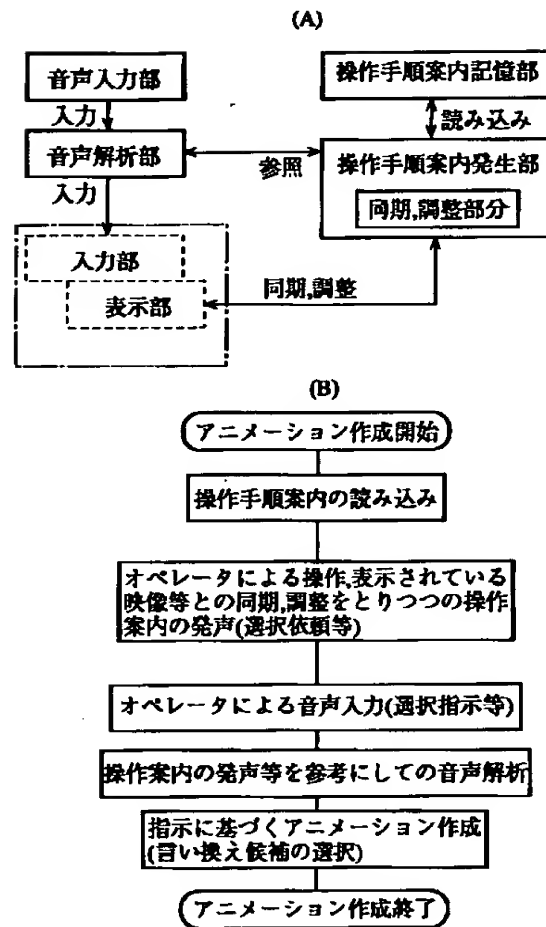 (A)
音声入力部
入力
音声解析部
入力
入力部
表示部
参照
操作手順案内記憶部
読み込み
操作手順案内発生部
同期,調整部分
同期,調整
(B)
アニメーション作成開始
操作手順案内の読み込み
オペレータによる操作,表示されている
映像等との同期,調整をとりつつの操作
案内の発声(選択依頼等)
オペレータによる音声入力(選択指示等)
操作案内の発声等を参考にしての音声解析
指示に基づくアニメーション作成
(言い換え候補の選択)
アニメーション作成終了